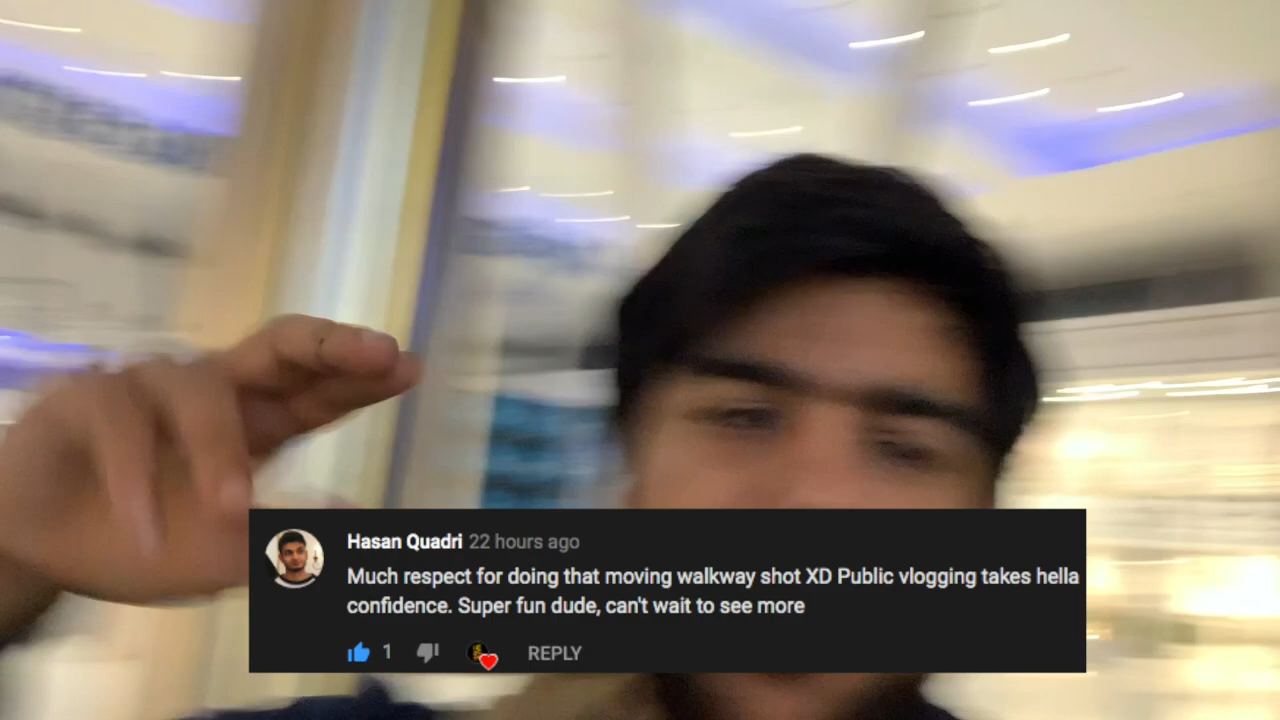 Hasan Quadri 22 hours ago
Much respect for doing that moving walkway shot XD Public vlogging takes hella
confidence. Super fun dude, can't wait to see more
1 REPLY